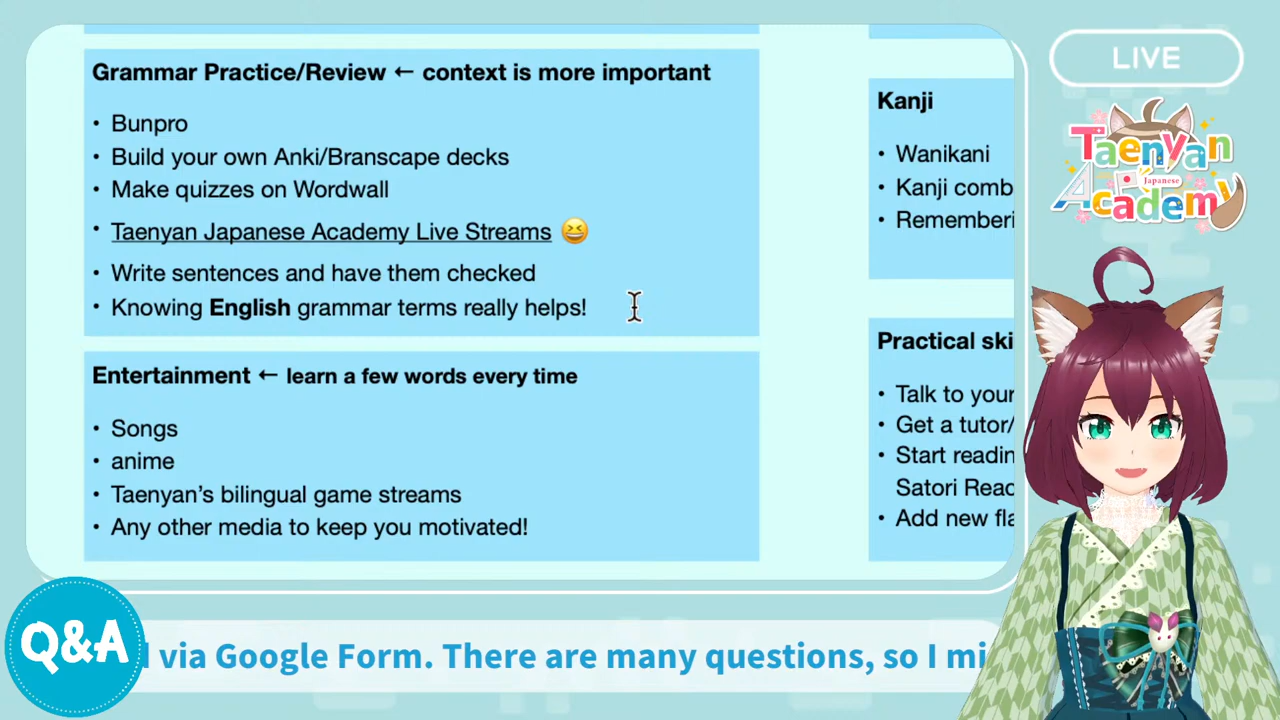 Grammar Practice/Review ← context is more important
• Bunpro
• Build your own Anki/Branscape decks
• Make quizzes on Wordwall
• Taenyan Japanese Academy Live Streams 😆
• Write sentences and have them checked
• Knowing English grammar terms really helps!
Entertainment ← learn a few words every time
• Songs
• anime
• Taenyan’s bilingual game streams
• Any other media to keep you motivated!
Kanji
• Wanikani
• Kanji comb
• Rememberi
Practical ski
• Talk to your
• Get a tutor/
• Start readin
Satori Reac
• Add new fla
LIVE
Taenyan
Japanese
Academy
Q&A
via Google Form. There are many questions, so I mi